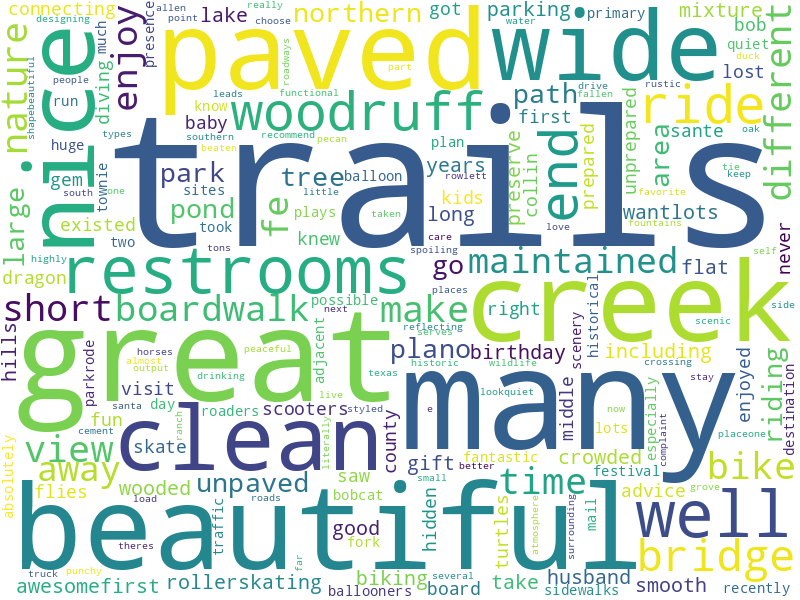 connecting
northern
got
parking
primary
mixture
allen
point
choose
really
designing
much
presence
lake
water
bob
shapebeautiful
people
enjoy
paved
wide
quiet
duck
nature
nice
diving
run
leads
functional
roadways
part
drive
fallen
rustic
lost
different
types
know
woodruff
path
ride
huge
baby
southern
recommend
pecan
plan
first
prepared
unprepared
area
sante
oak
beaten
trails
end
preserve
collin
tie
keep
gem
park
tree
balloon
years
rowlett
favorite
townie
south
one
sites
little
kids
wantlots
large
pond
fe
plays
taken
long
care
love
fountains
existed
two
took
knew
spoiling
never
highly
tons
restrooms
go
maintained
flat
self
dragon
possible
places
short
boardwalk
next
make
right
historical
creek
side
scenic
hills
great
adjacent
reflecting
serves
parkrode
horses
peaceful
historic
plano
birthday
scenery
including
crossing
almost
output
drinking
texas
wildlife
many
stay
enjoyed
riding
destination
visit
live
styled
lookquiet
santa
day
clean
scooters
county
e
middle
now
placeone
fun
roaders
gift
lots
especially
complaint
cement
skate
ranch
literally
view
saw
better
fantastic
crowded
bike
absolutely
away
wooded
unpaved
bobcat
small
time
festival
grove
flies
load
traffic
roads
good
hidden
turtles
atmosphere
surrounding
mail
advice
well
theres
fork
beautiful
bridge
truck
punchy
far
biking
several
husband
smooth
recently
awesomefirst
rollerskating
ballooners
board
take
sidewalks